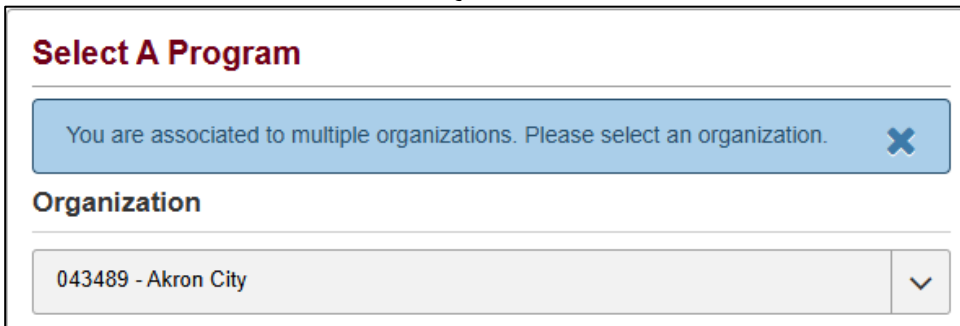 Select A Program
You are associated to multiple organizations. Please select an organization.
Organization
043489 - Akron City